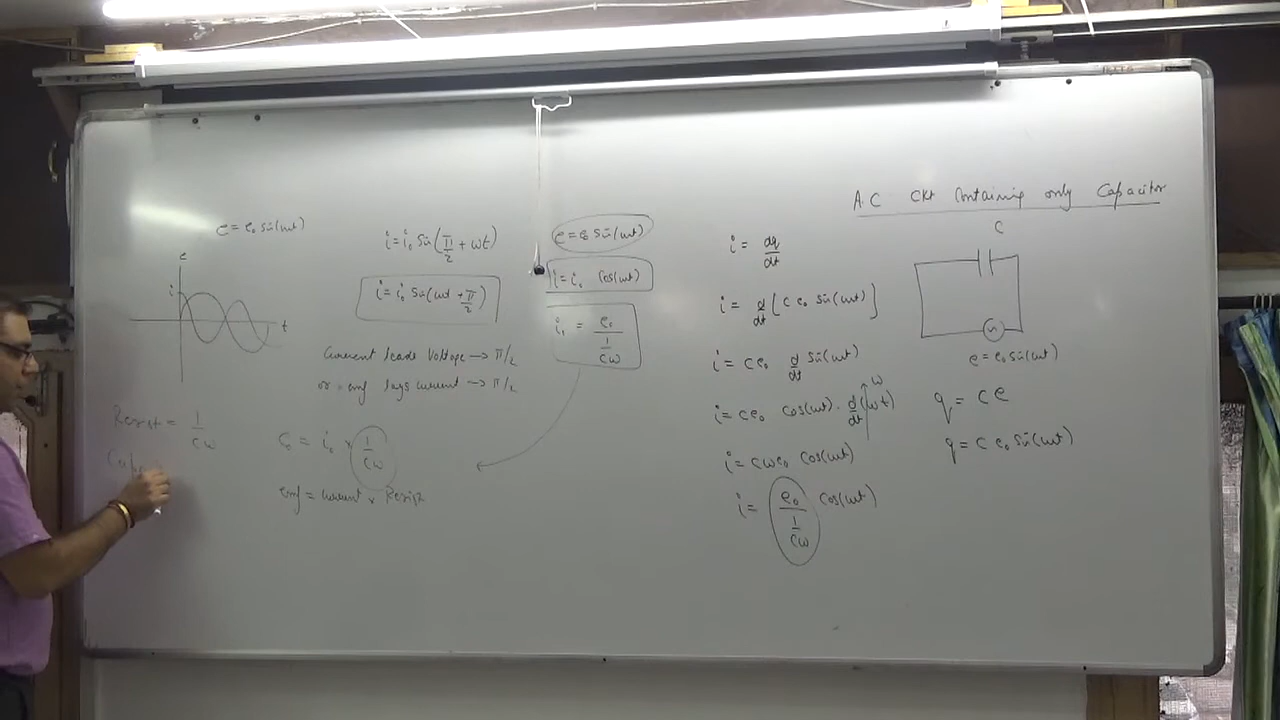 A.C Ckt Containing only Capacitor
C
e = e₀ sin(ωt)
q = Ce
q = C e₀ sin(ωt)
i = dq/dt
i = d/dt [C e₀ sin(ωt)]
i = C e₀ d/dt sin(ωt)
i = C e₀ cos(ωt) · d/dt (ωt)
ω
i = C ω e₀ cos(ωt)
i = e₀/(1/Cω) cos(ωt)
e = e₀ sin(ωt)
i = i₀ cos(ωt)
i₀ = e₀/(1/Cω)
i = i₀ sin(π/2 + ωt)
i = i₀ sin(ωt + π/2)
Current leads Voltage → π/2
or emf lags current → π/2
e₀ = i₀ × 1/Cω
emf = current × Resist
e = e₀ sin(ωt)
e
i
t
Resist = 1/Cω